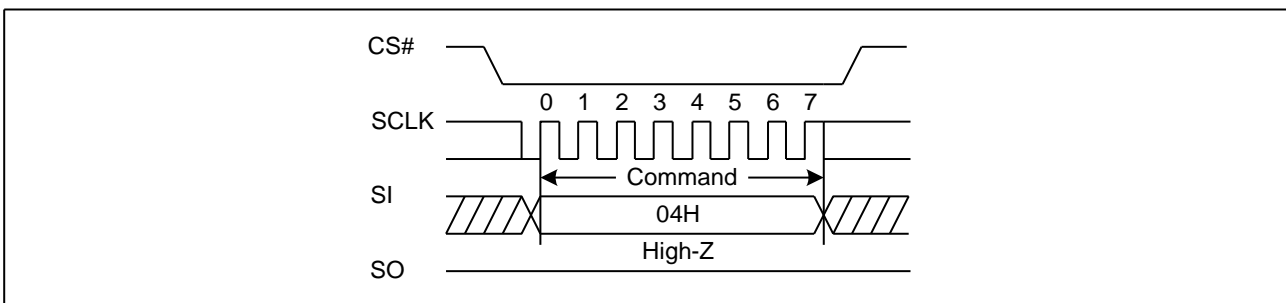 CS#
0 1 2 3 4 5 6 7
SCLK
Command
SI
04H
High-Z
SO